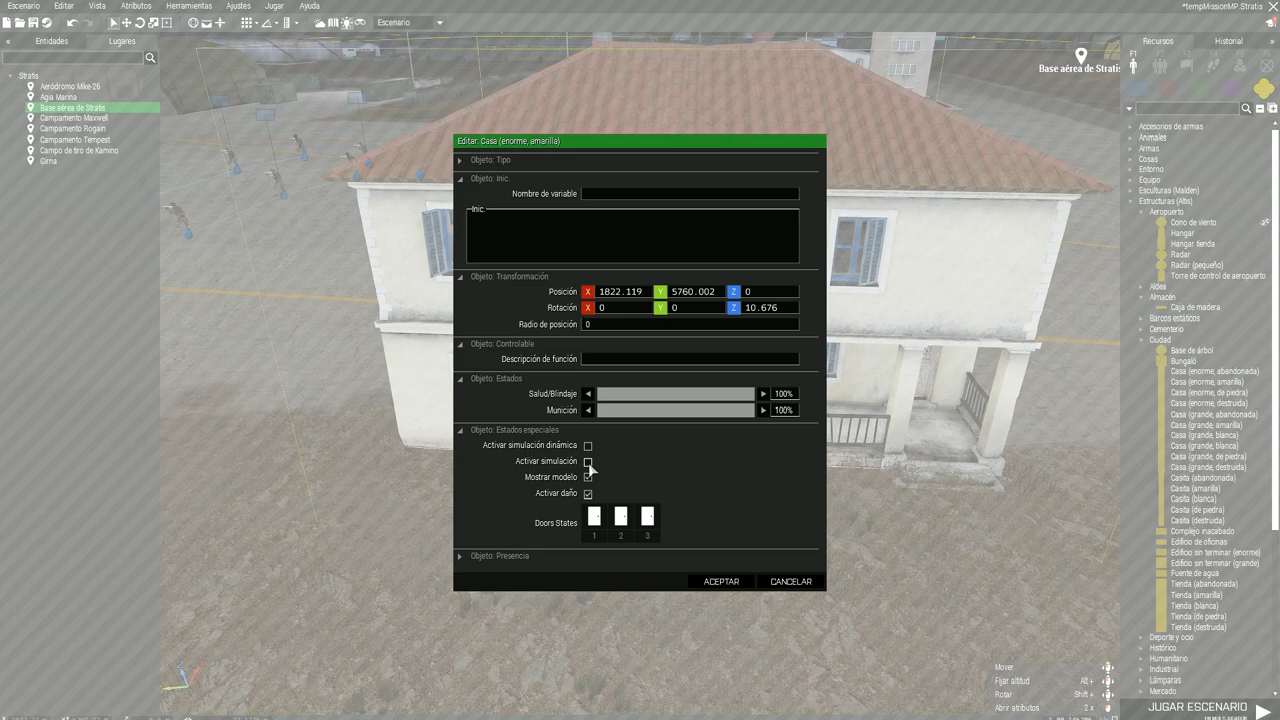 Escenario Editar Vista Atributos Herramientas Ajustes Jugar Ayuda
*tempMissionMP.Stratis
Escenario
Entidades Lugares
Stratis
Aeródromo Mike-26
Agia Marina
Base aérea de Stratis
Campamento Maxwell
Campamento Rogain
Campamento Tempest
Campo de tiro de Kamino
Girna
Base aérea de Stratis
Editar: Casa (enorme, amarilla)
Objeto: Tipo
Objeto: Inic.
Nombre de variable
Inic.
Objeto: Transformación
Posición X 1822.119 Y 5760.002 Z 0
Rotación X 0 Y 0 Z 10.676
Radio de posición 0
Objeto: Controlable
Descripción de función
Objeto: Estados
Salud/Blindaje 100%
Munición 100%
Objeto: Estados especiales
Activar simulación dinámica
Activar simulación
Mostrar modelo
Activar daño
Doors States
1 2 3
Objeto: Presencia
ACEPTAR CANCELAR
Recursos Historial
F1
Accesorios de armas
Animales
Armas
Cosas
Entorno
Equipo
Esculturas (Malden)
Estructuras (Altis)
Aeropuerto
Cono de viento
Hangar
Hangar tienda
Radar
Radar (pequeño)
Torre de control de aeropuerto
Aldea
Almacén
Caja de madera
Barcos estáticos
Cementerio
Ciudad
Base de árbol
Bungaló
Casa (enorme, abandonada)
Casa (enorme, amarilla)
Casa (enorme, de piedra)
Casa (enorme, destruida)
Casa (grande, abandonada)
Casa (grande, amarilla)
Casa (grande, blanca)
Casa (grande, blanca)
Casa (grande, de piedra)
Casa (grande, destruida)
Casita (abandonada)
Casita (amarilla)
Casita (blanca)
Casita (de piedra)
Casita (destruida)
Complejo inacabado
Edificio de oficinas
Edificio sin terminar (enorme)
Edificio sin terminar (grande)
Fuente de agua
Tienda (abandonada)
Tienda (amarilla)
Tienda (blanca)
Tienda (de piedra)
Tienda (destruida)
Deporte y ocio
Histórico
Humanitario
Industrial
Lámparas
Mercado
Mover
Fijar altitud Alt +
Rotar Shift +
Abrir atributos 2 x
JUGAR ESCENARIO